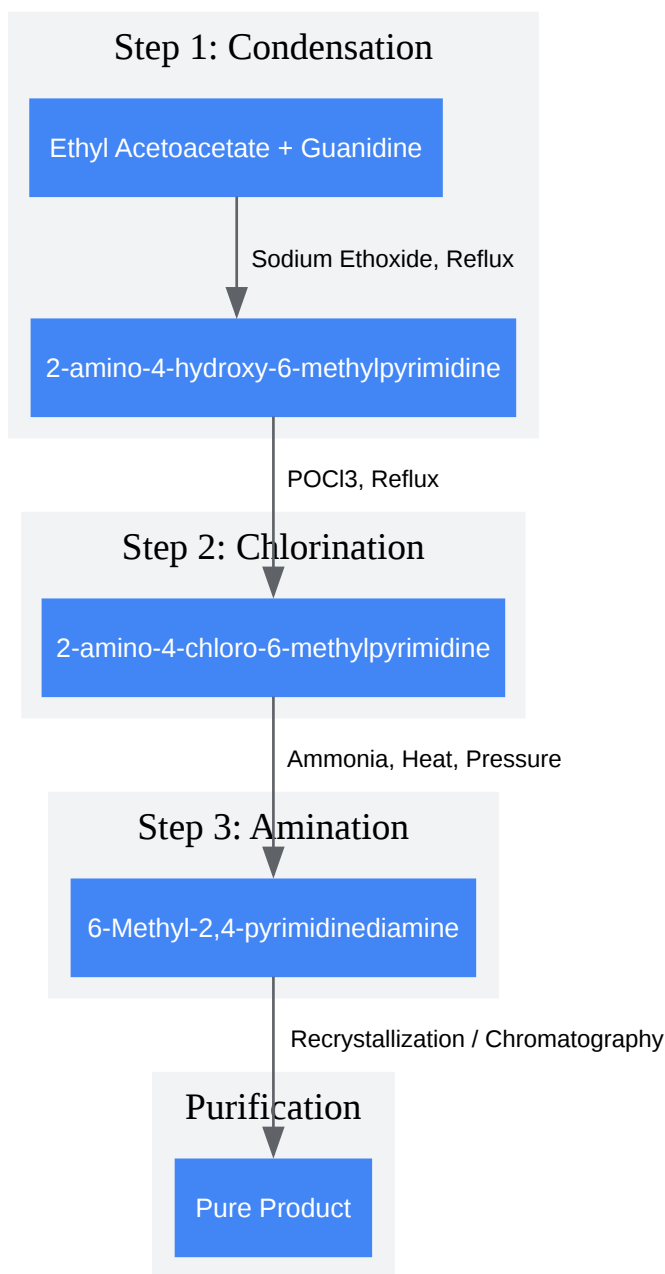 Step 1: Condensation
Ethyl Acetoacetate + Guanidine
Sodium Ethoxide, Reflux
2-amino-4-hydroxy-6-methylpyrimidine
POCl3, Reflux
Step 2: Chlorination
2-amino-4-chloro-6-methylpyrimidine
Ammonia, Heat, Pressure
Step 3: Amination
6-Methyl-2,4-pyrimidinediamine
Recrystallization / Chromatography
Purification
Pure Product